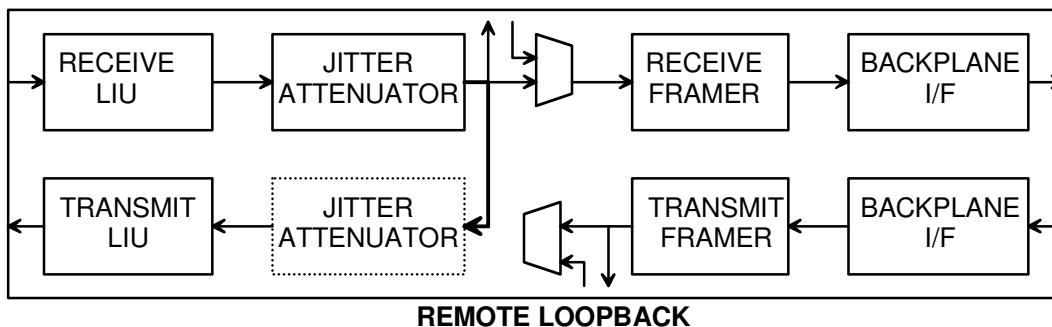 RECEIVE
LIU
JITTER
ATTENUATOR
RECEIVE
FRAMER
BACKPLANE
I/F
TRANSMIT
LIU
JITTER
ATTENUATOR
TRANSMIT
FRAMER
BACKPLANE
I/F
REMOTE LOOPBACK